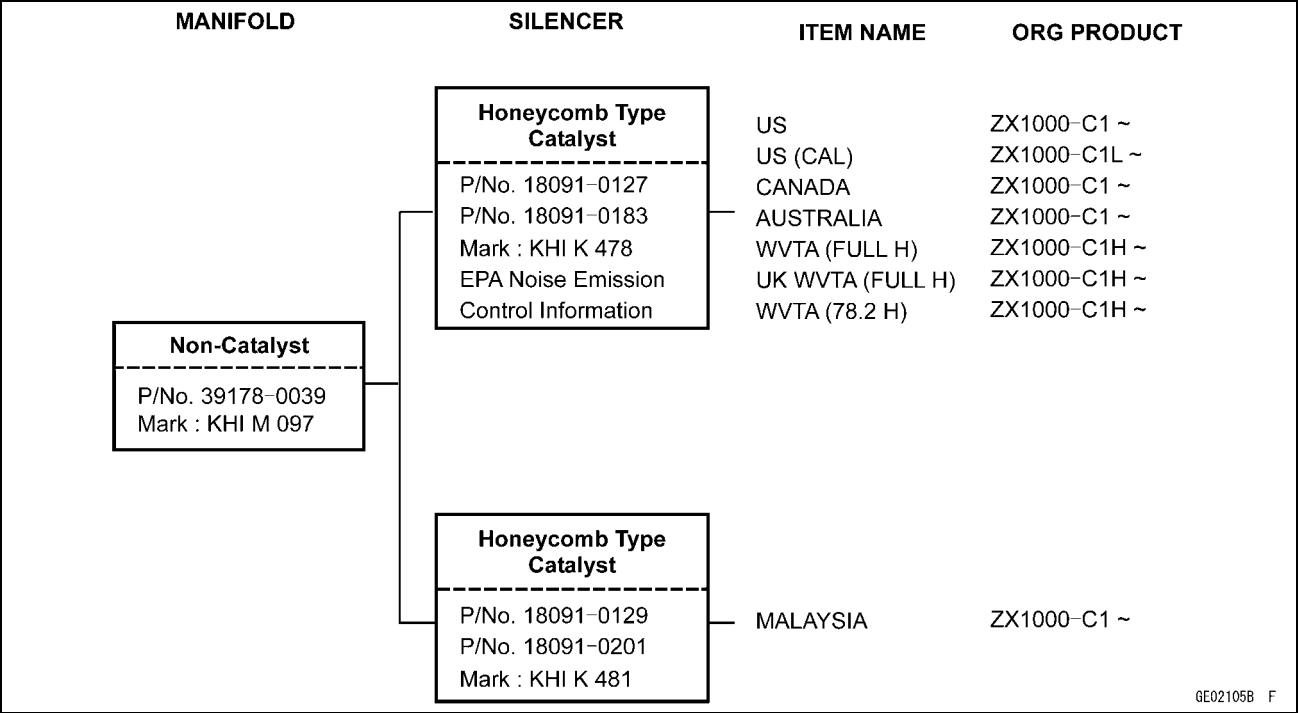 MANIFOLD
SILENCER
ITEM NAME
ORG PRODUCT
Non-Catalyst
P/No. 39178-0039
Mark : KHI M 097
Honeycomb Type
Catalyst
P/No. 18091-0127
P/No. 18091-0183
Mark : KHI K 478
EPA Noise Emission
Control Information
US ZX1000-C1 ~
US (CAL) ZX1000-C1L ~
CANADA ZX1000-C1 ~
AUSTRALIA ZX1000-C1 ~
WVTA (FULL H) ZX1000-C1H ~
UK WVTA (FULL H) ZX1000-C1H ~
WVTA (78.2 H) ZX1000-C1H ~
Honeycomb Type
Catalyst
P/No. 18091-0129
P/No. 18091-0201
Mark : KHI K 481
MALAYSIA ZX1000-C1 ~
GE02105B F